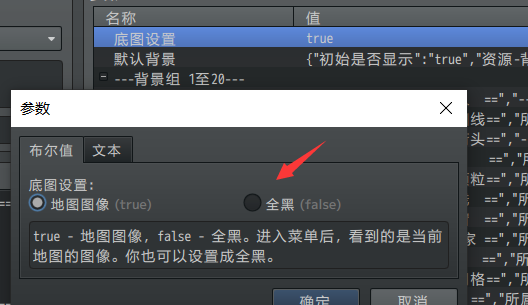 名称 值
底图设置 true
默认背景 {"初始是否显示":"true","资源-背
---背景组 1至20---
参数
布尔值 文本
底图设置:
地图图像 (true) 全黑 (false)
true - 地图图像, false - 全黑。进入菜单后, 看到的是当前
地图的图像。你也可以设置成全黑。
确定 取消